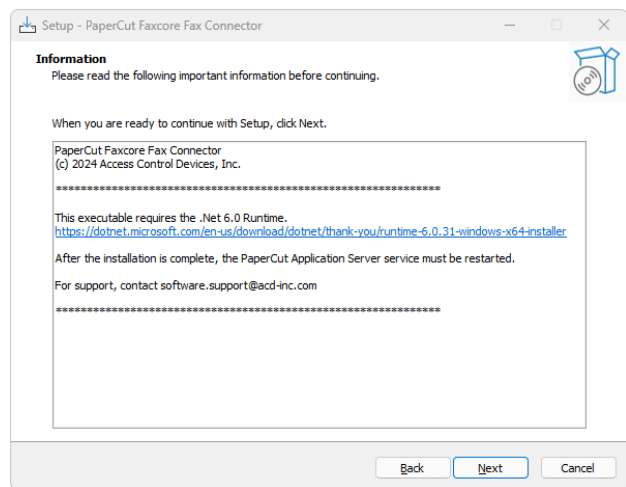 Setup - PaperCut Faxcore Fax Connector
Information
Please read the following important information before continuing.
When you are ready to continue with Setup, click Next.
PaperCut Faxcore Fax Connector
(c) 2024 Access Control Devices, Inc.
**************************************************************
This executable requires the .Net 6.0 Runtime.
https://dotnet.microsoft.com/en-us/download/dotnet/thank-you/runtime-6.0.31-windows-x64-installer
After the installation is complete, the PaperCut Application Server service must be restarted.
For support, contact software.support@acd-inc.com
**************************************************************
Back Next Cancel